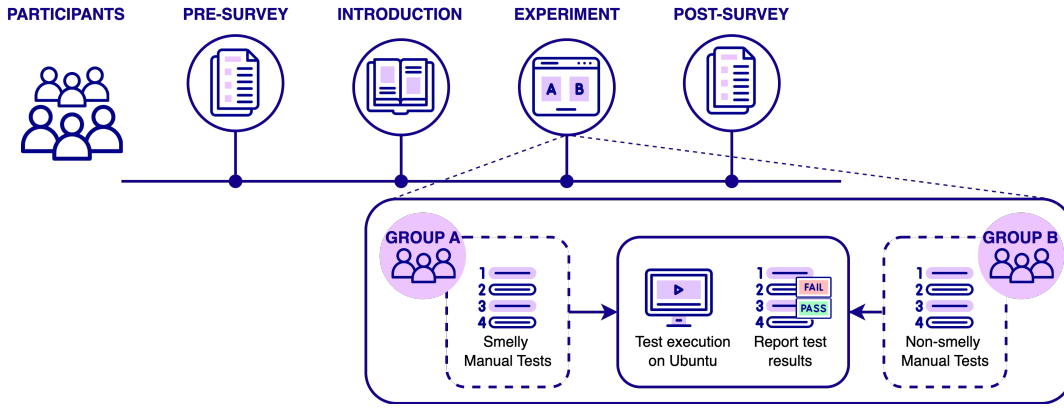 PARTICIPANTS
PRE-SURVEY
INTRODUCTION
EXPERIMENT
POST-SURVEY
A B
GROUP A
1
2
3
4
Smelly
Manual Tests
Test execution
on Ubuntu
1
2
3
4
FAIL
PASS
Report test
results
GROUP B
1
2
3
4
Non-smelly
Manual Tests